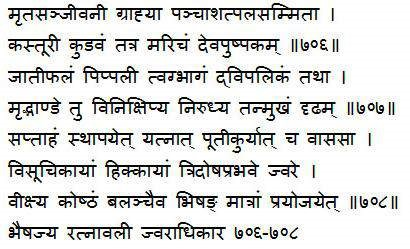 मृतसञ्जीवनी ग्राह्या पञ्चाशत्पलसम्मिता ।
कस्तूरी कुडवं तत्र मरिचं देवपुष्पकम् ॥७०६॥
जातीफलं पिप्पली त्वग्भागं द्विपलिकं तथा ।
मृद्भाण्डे तु विनिक्षिप्य निरुध्य तन्मुखं दृढम् ॥७०७॥
सप्ताहं स्थापयेत् यत्नात् पूतीकुर्यात् च वाससा ।
विसूचिकायां हिक्कायां त्रिदोषप्रभवे ज्वरे ।
वीक्ष्य कोष्ठं बलञ्चैव भिषङ् मात्रां प्रयोजयेत् ॥७०८॥
भैषज्य रत्नावली ज्वराधिकार ७०६-७०८